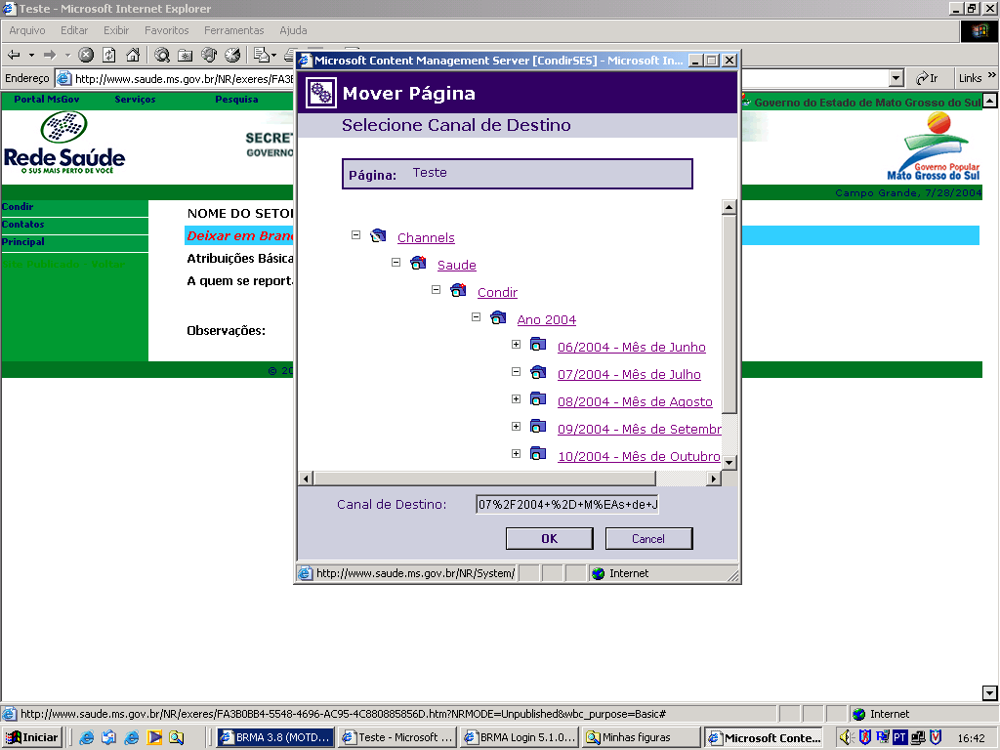 Teste - Microsoft Internet Explorer
Arquivo Editar Exibir Favoritos Ferramentas Ajuda
Endereço http://www.saude.ms.gov.br/NR/exeres/FA3 Ir Links »
Portal MsGov Serviços Pesquisa Governo do Estado de Mato Grosso do Sul
Rede Saúde
O SUS MAIS PERTO DE VOCÊ
SECRET
GOVERNO
Governo Popular
Mato Grosso do Sul
Campo Grande, 7/28/2004
Condir
Contatos
Principal
Site Publicado - Voltar
NOME DO SETOR
Deixar em Branc
Atribuições Básica
A quem se report
Observações:
© 20
Microsoft Content Management Server [CondirSES] - Microsoft In...
Mover Página
Selecione Canal de Destino
Página: Teste
Channels
Saude
Condir
Ano 2004
06/2004 - Mês de Junho
07/2004 - Mês de Julho
08/2004 - Mês de Agosto
09/2004 - Mês de Setembr
10/2004 - Mês de Outubro
Canal de Destino: 07%2F2004+%2D+M%EAs+de+J
OK Cancel
http://www.saude.ms.gov.br/NR/System/ Internet
http://www.saude.ms.gov.br/NR/exeres/FA3B0BB4-5548-4696-AC95-4C880885856D.htm?NRMODE=Unpublished&wbc_purpose=Basic# Internet
Iniciar BRMA 3.8 (MOTD... Teste - Microsoft ... BRMA Login 5.1.0... Minhas figuras Microsoft Conte... PT 16:42